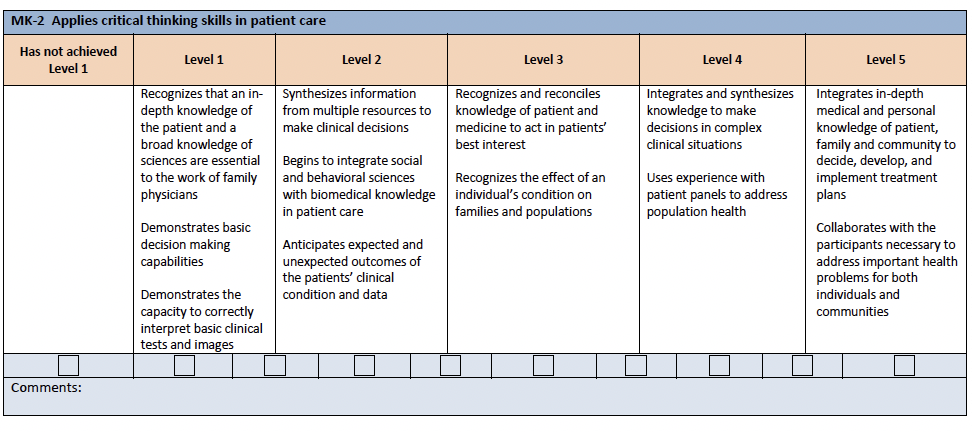 MK-2 Applies critical thinking skills in patient care
Has not achieved
Level 1
Level 1
Level 2
Level 3
Level 4
Level 5
Recognizes that an in-
depth knowledge of
the patient and a
broad knowledge of
sciences are essential
to the work of family
physicians
Demonstrates basic
decision making
capabilities
Demonstrates the
capacity to correctly
interpret basic clinical
tests and images
Synthesizes information
from multiple resources to
make clinical decisions
Begins to integrate social
and behavioral sciences
with biomedical knowledge
in patient care
Anticipates expected and
unexpected outcomes of
the patients' clinical
condition and data
Recognizes and reconciles
knowledge of patient and
medicine to act in patients'
best interest
Recognizes the effect of an
individual's condition on
families and populations
Integrates and synthesizes
knowledge to make
decisions in complex
clinical situations
Uses experience with
patient panels to address
population health
Integrates in-depth
medical and personal
knowledge of patient,
family and community to
decide, develop, and
implement treatment
plans
Collaborates with the
participants necessary to
address important health
problems for both
individuals and
communities
Comments: